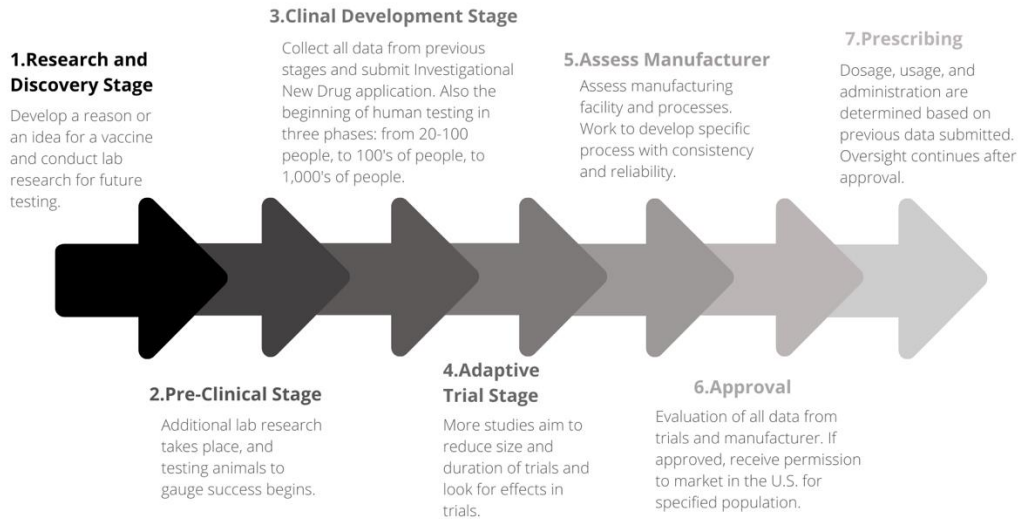 1.Research and
Discovery Stage
Develop a reason or
an idea for a vaccine
and conduct lab
research for future
testing.
2.Pre-Clinical Stage
Additional lab research
takes place, and
testing animals to
gauge success begins.
3.Clinal Development Stage
Collect all data from previous
stages and submit Investigational
New Drug application. Also the
beginning of human testing in
three phases: from 20-100
people, to 100's of people, to
1,000's of people.
4.Adaptive
Trial Stage
More studies aim to
reduce size and
duration of trials and
look for effects in
trials.
5.Assess Manufacturer
Assess manufacturing
facility and processes.
Work to develop specific
process with consistency
and reliability.
6.Approval
Evaluation of all data from
trials and manufacturer. If
approved, receive permission
to market in the U.S. for
specified population.
7.Prescribing
Dosage, usage, and
administration are
determined based on
previous data submitted.
Oversight continues after
approval.